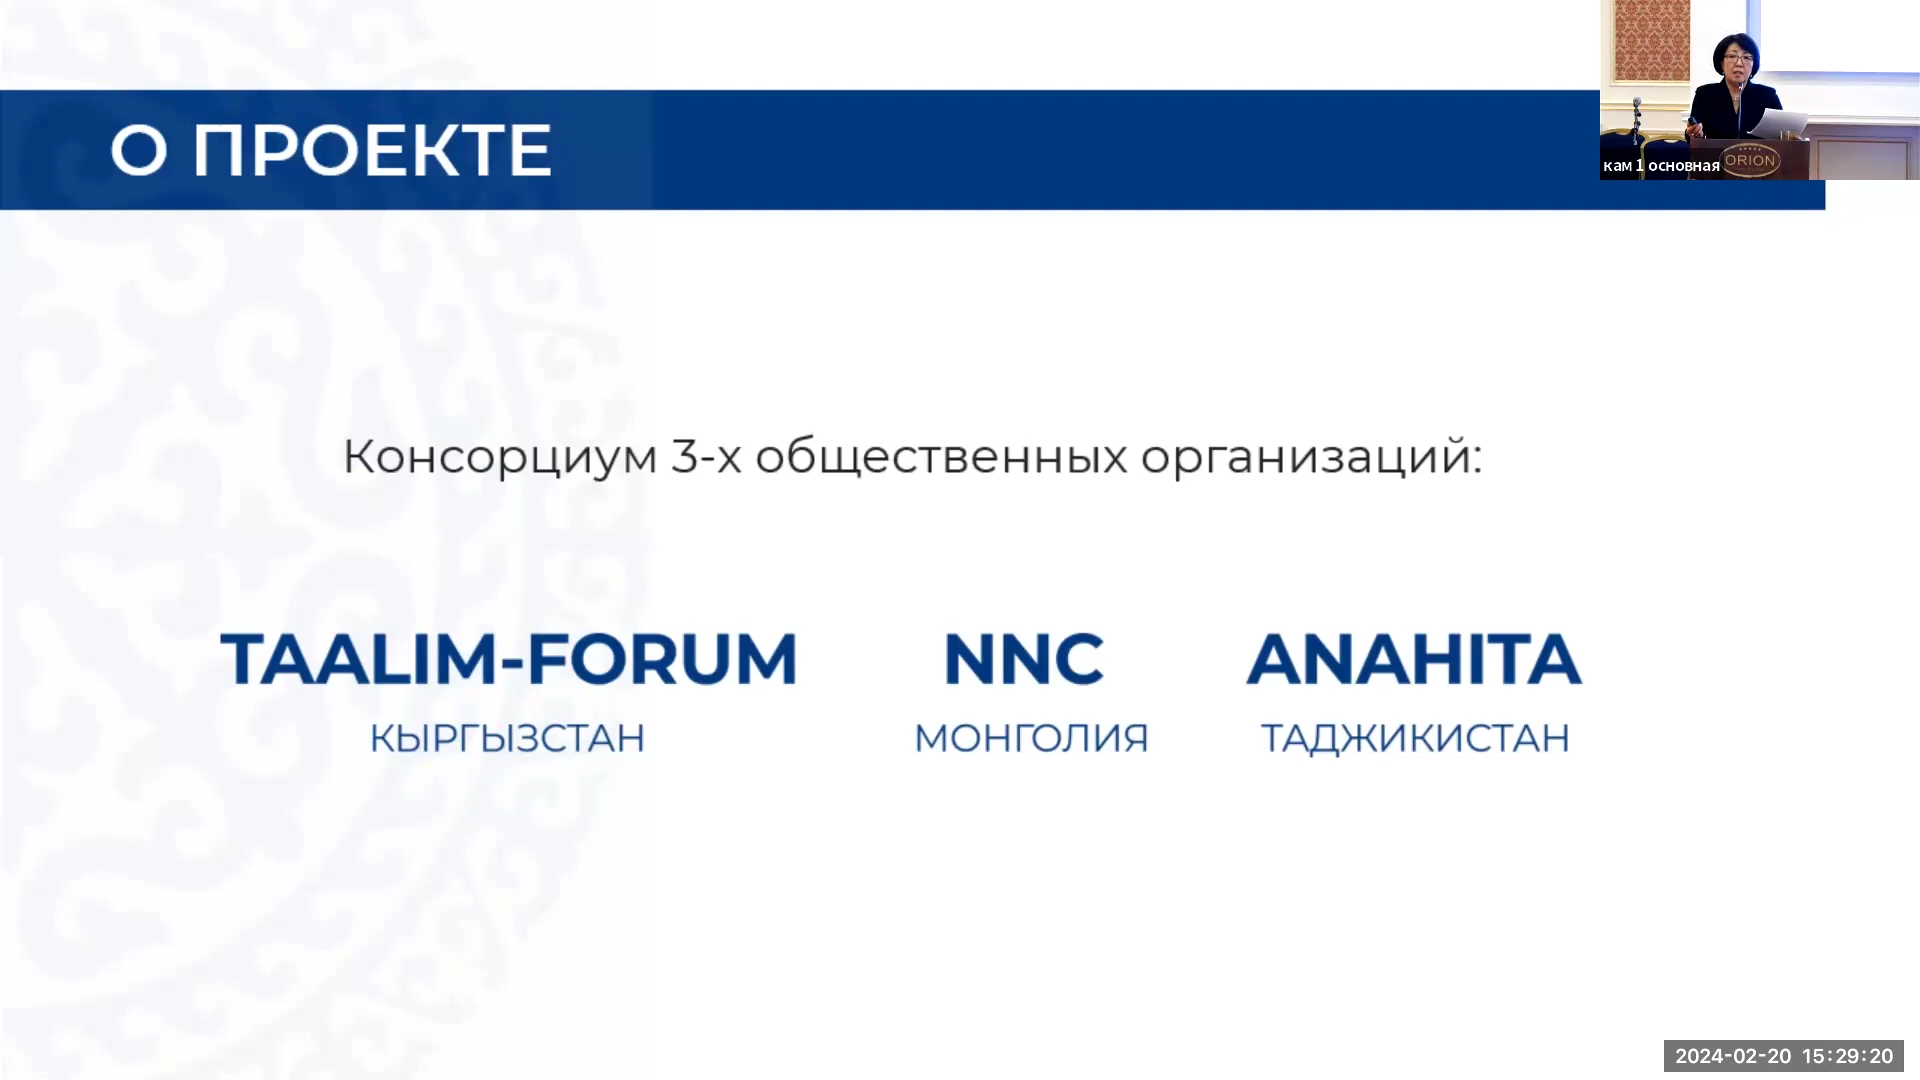 О ПРОЕКТЕ
кам 1 основная
ORION
Консорциум 3-х общественных организаций:
TAALIM-FORUM
КЫРГЫЗСТАН
NNC
МОНГОЛИЯ
ANAHITA
ТАДЖИКИСТАН
2024-02-20 15:29:20